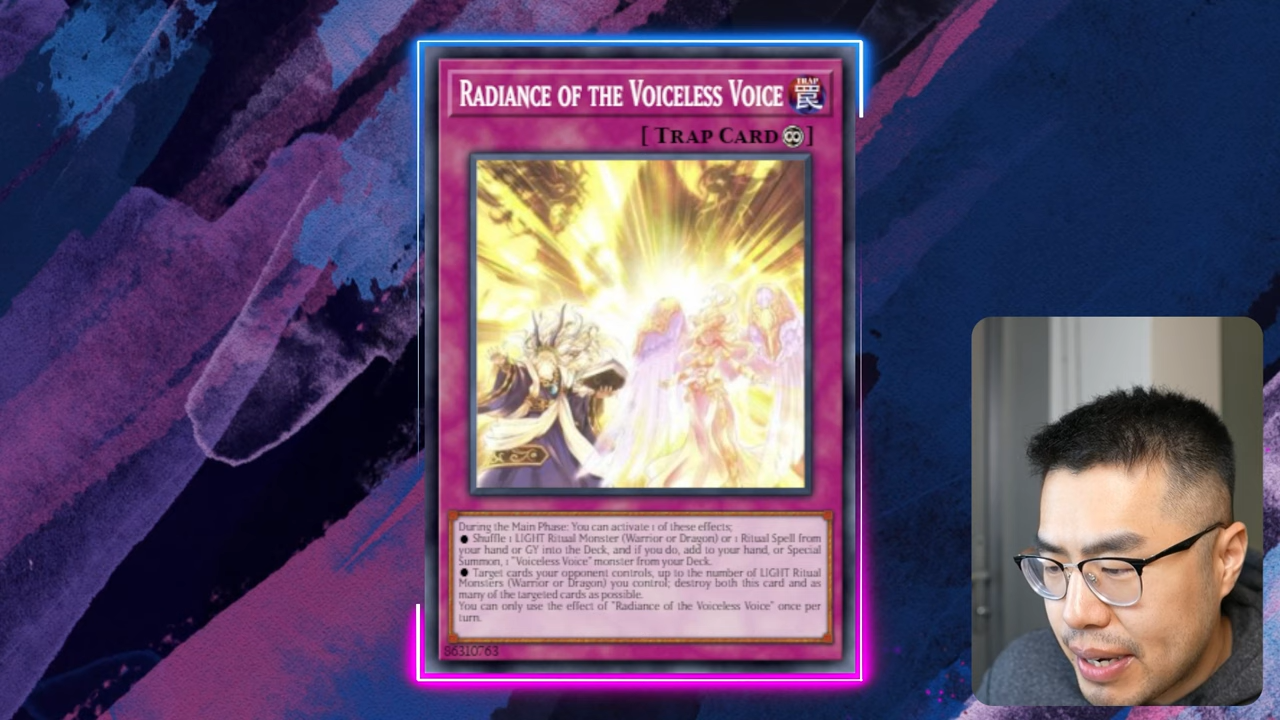 RADIANCE OF THE VOICELESS VOICE
TRAP
罠
[ TRAP CARD ]
During the Main Phase: You can activate 1 of these effects;
● Shuffle 1 LIGHT Ritual Monster (Warrior or Dragon) or 1 Ritual Spell from
your hand or GY into the Deck, and if you do, add to your hand, or Special
Summon, 1 "Voiceless Voice" monster from your Deck.
● Target cards your opponent controls, up to the number of LIGHT Ritual
Monsters (Warrior or Dragon) you control; destroy both this card and as
many of the targeted cards as possible.
You can only use the effect of "Radiance of the Voiceless Voice" once per
turn.
86310763